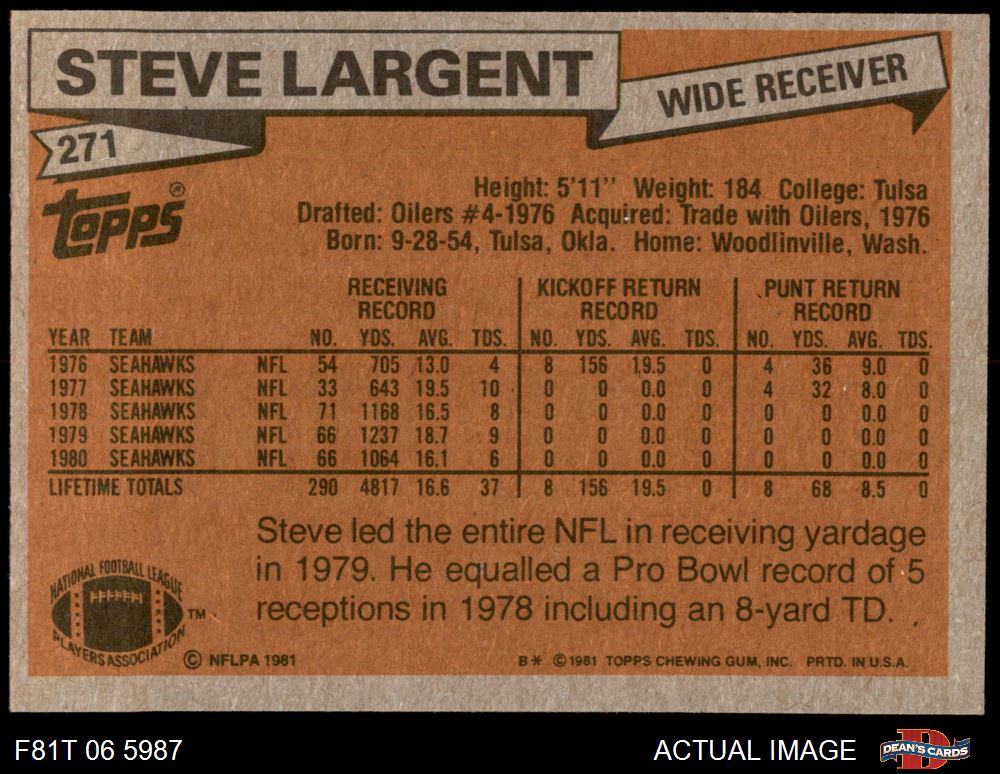 STEVE LARGENT
WIDE RECEIVER
271
TOPPS®
Height: 5'11" Weight: 184 College: Tulsa
Drafted: Oilers #4-1976 Acquired: Trade with Oilers, 1976
Born: 9-28-54, Tulsa, Okla. Home: Woodlinville, Wash.
RECEIVING RECORD KICKOFF RETURN RECORD PUNT RETURN RECORD
YEAR TEAM NO. YDS. AVG. TDS. NO. YDS. AVG. TDS. NO. YDS. AVG. TDS.
1976 SEAHAWKS NFL 54 705 13.0 4 8 156 19.5 0 4 36 9.0 0
1977 SEAHAWKS NFL 33 643 19.5 10 0 0 0.0 0 4 32 8.0 0
1978 SEAHAWKS NFL 71 1168 16.5 8 0 0 0.0 0 0 0 0.0 0
1979 SEAHAWKS NFL 66 1237 18.7 9 0 0 0.0 0 0 0 0.0 0
1980 SEAHAWKS NFL 66 1064 16.1 6 0 0 0.0 0 0 0 0.0 0
LIFETIME TOTALS 290 4817 16.6 37 8 156 19.5 0 8 68 8.5 0
Steve led the entire NFL in receiving yardage
in 1979. He equalled a Pro Bowl record of 5
receptions in 1978 including an 8-yard TD.
NATIONAL FOOTBALL LEAGUE
PLAYERS ASSOCIATION
TM
© NFLPA 1981
B* © 1981 TOPPS CHEWING GUM, INC. PRTD. IN U.S.A.
F81T 06 5987
ACTUAL IMAGE
DEAN'S CARDS